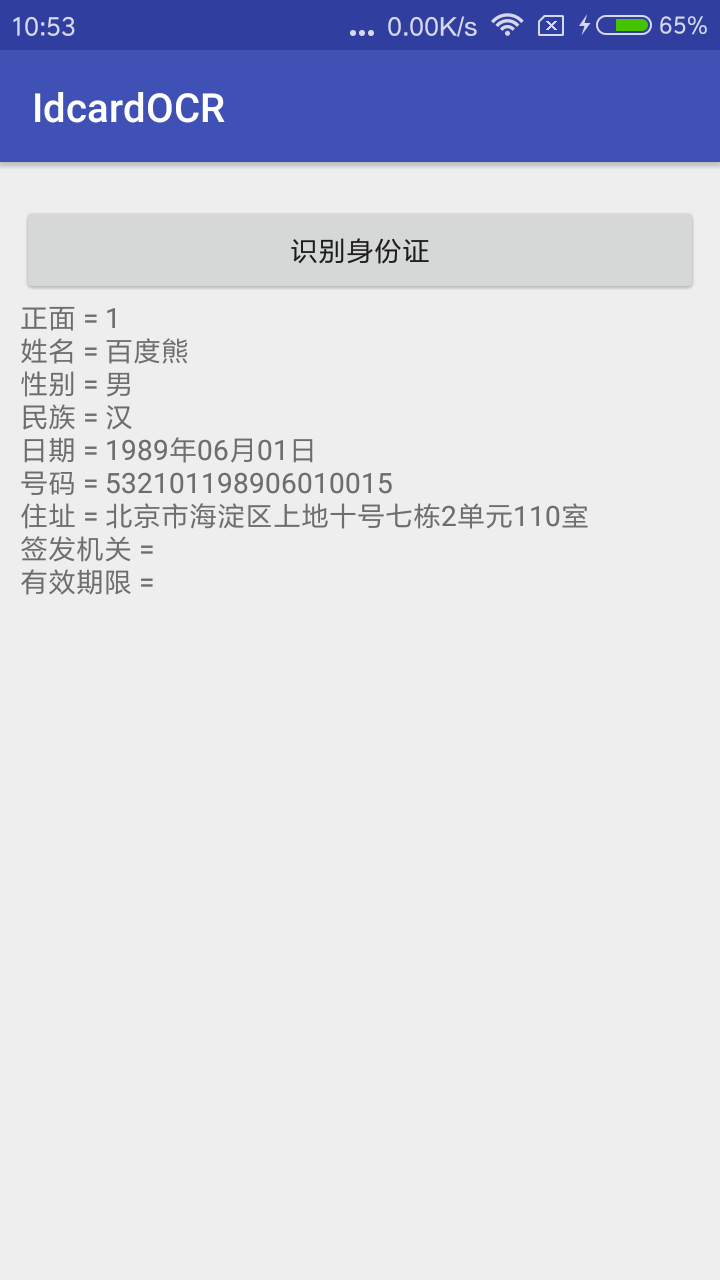 10:53
... 0.00K/s 65%
IdcardOCR
识别身份证
正面 = 1
姓名 = 百度熊
性别 = 男
民族 = 汉
日期 = 1989年06月01日
号码 = 532101198906010015
住址 = 北京市海淀区上地十号七栋2单元110室
签发机关 =
有效期限 =